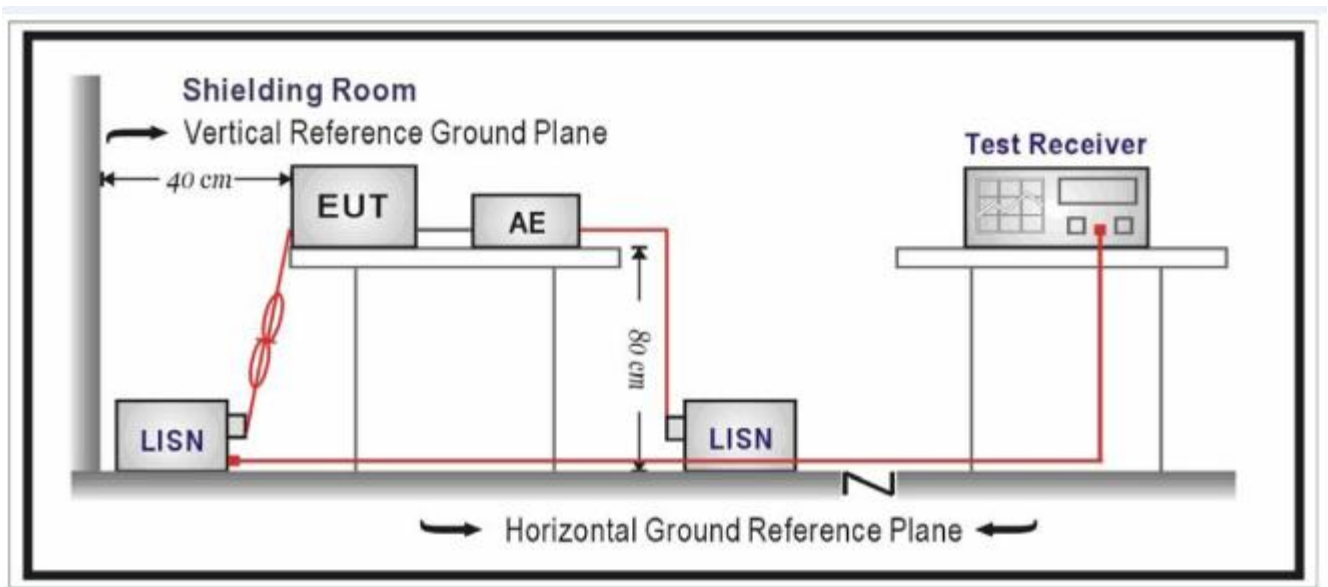 Shielding Room
Vertical Reference Ground Plane
Test Receiver
40 cm
EUT
AE
80 cm
LISN
LISN
Horizontal Ground Reference Plane